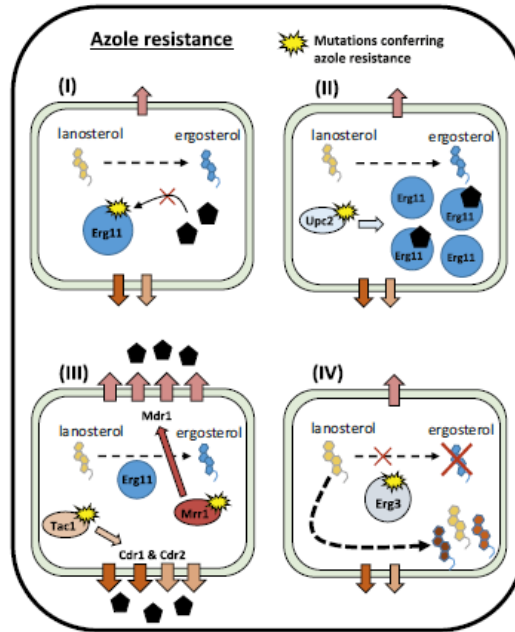 Azole resistance
Mutations conferring
azole resistance
(I)
lanosterol
ergosterol
Erg11
(II)
lanosterol
ergosterol
Upc2
Erg11
Erg11
Erg11
Erg11
(III)
Mdr1
lanosterol
ergosterol
Erg11
Tac1
Mrr1
Cdr1 & Cdr2
(IV)
lanosterol
ergosterol
Erg3